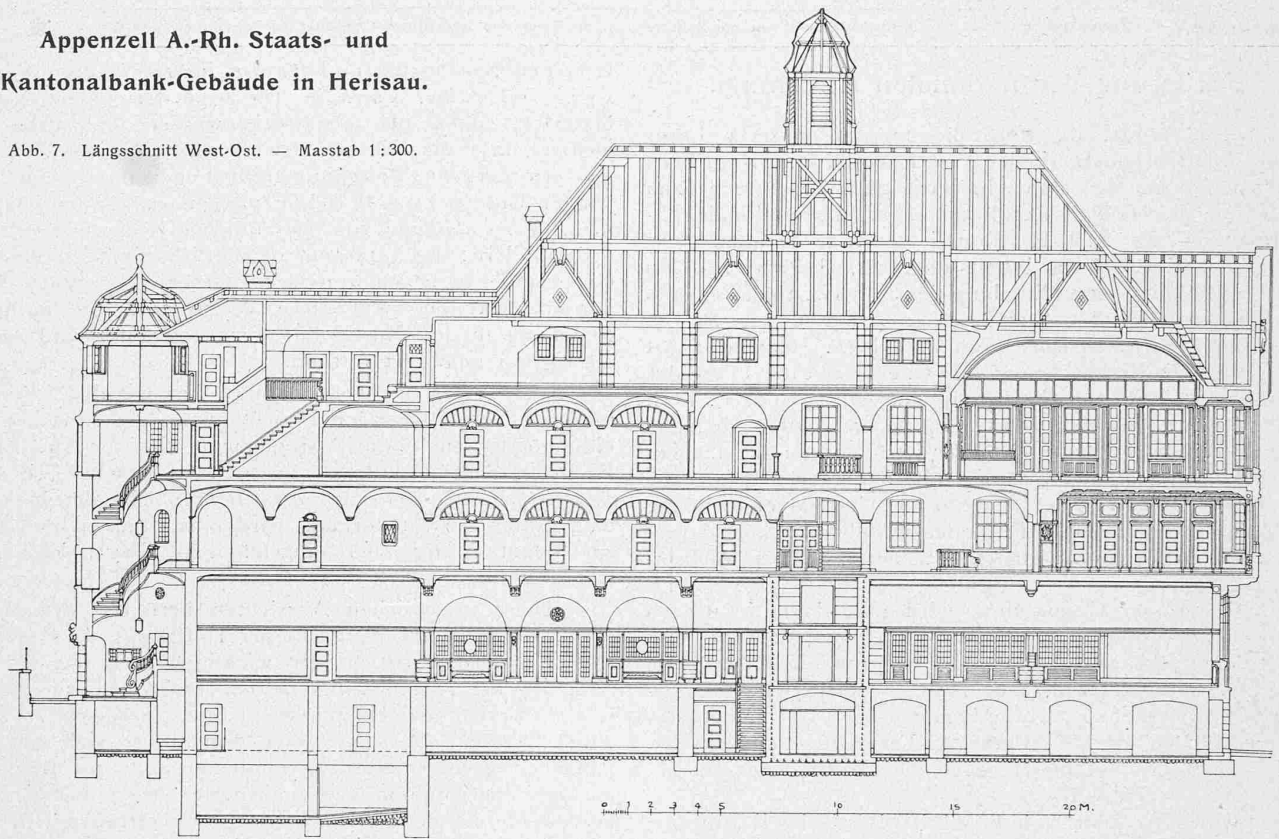 Appenzell A.-Rh. Staats- und
Kantonalbank-Gebäude in Herisau.
Abb. 7. Längsschnitt West-Ost. — Masstab 1 : 300.
0 1 2 3 4 5 10 15 20 M.